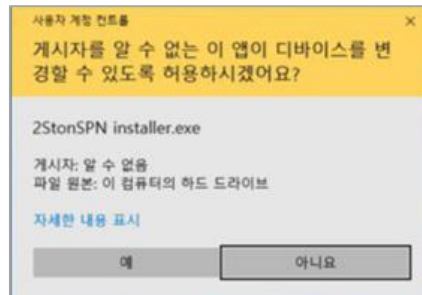 사용자 계정 컨트롤
게시자를 알 수 없는 이 앱이 디바이스를 변
경할 수 있도록 허용하시겠어요?
2StonSPN installer.exe
게시자: 알 수 없음
파일 원본: 이 컴퓨터의 하드 드라이브
자세한 내용 표시
예
아니요